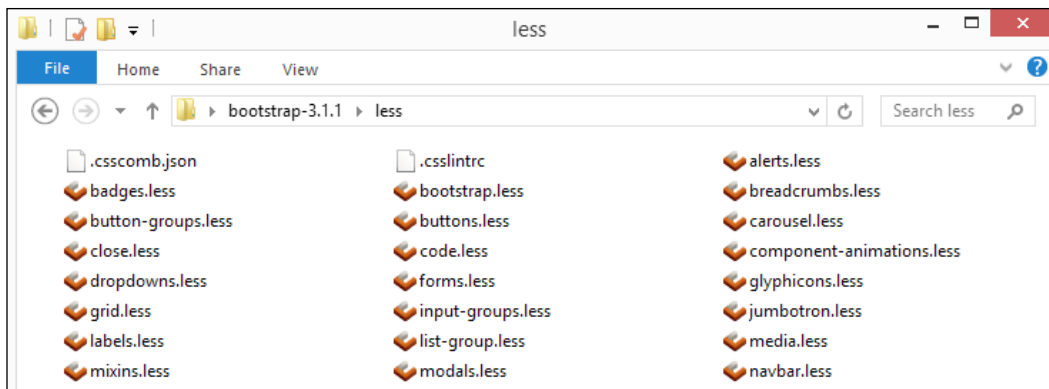 less
File Home Share View
bootstrap-3.1.1 less Search less
.csscomb.json .csslintrc alerts.less
badges.less bootstrap.less breadcrumbs.less
button-groups.less buttons.less carousel.less
close.less code.less component-animations.less
dropdowns.less forms.less glyphicons.less
grid.less input-groups.less jumbotron.less
labels.less list-group.less media.less
mixins.less modals.less navbar.less